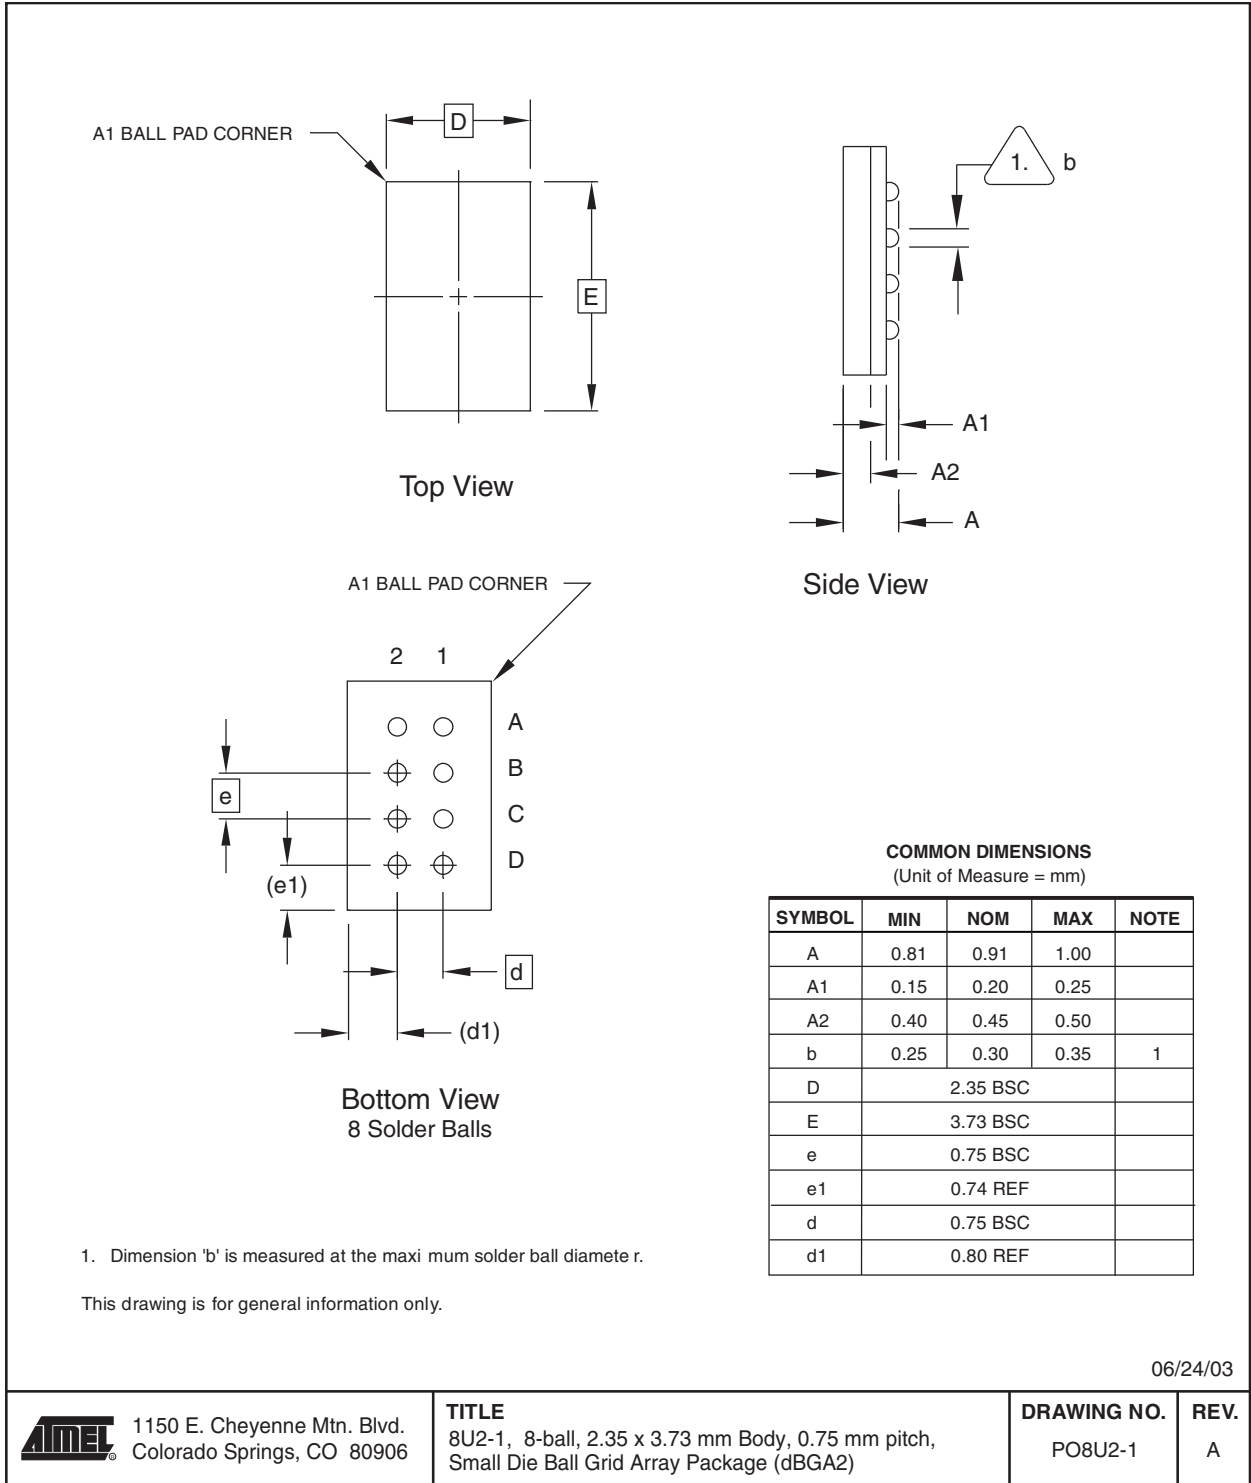 A1 BALL PAD CORNER
D
E
Top View
1.
b
A1
A2
A
Side View
A1 BALL PAD CORNER
2 1
A
B
C
D
e
(e1)
d
(d1)
Bottom View
8 Solder Balls
COMMON DIMENSIONS
(Unit of Measure = mm)
SYMBOL MIN NOM MAX NOTE
A 0.81 0.91 1.00
A1 0.15 0.20 0.25
A2 0.40 0.45 0.50
b 0.25 0.30 0.35 1
D 2.35 BSC
E 3.73 BSC
e 0.75 BSC
e1 0.74 REF
d 0.75 BSC
d1 0.80 REF
1. Dimension 'b' is measured at the maxi mum solder ball diamete r.
This drawing is for general information only.
06/24/03
ATMEL ®
1150 E. Cheyenne Mtn. Blvd.
Colorado Springs, CO 80906
TITLE
8U2-1, 8-ball, 2.35 x 3.73 mm Body, 0.75 mm pitch,
Small Die Ball Grid Array Package (dBGA2)
DRAWING NO.
PO8U2-1
REV.
A